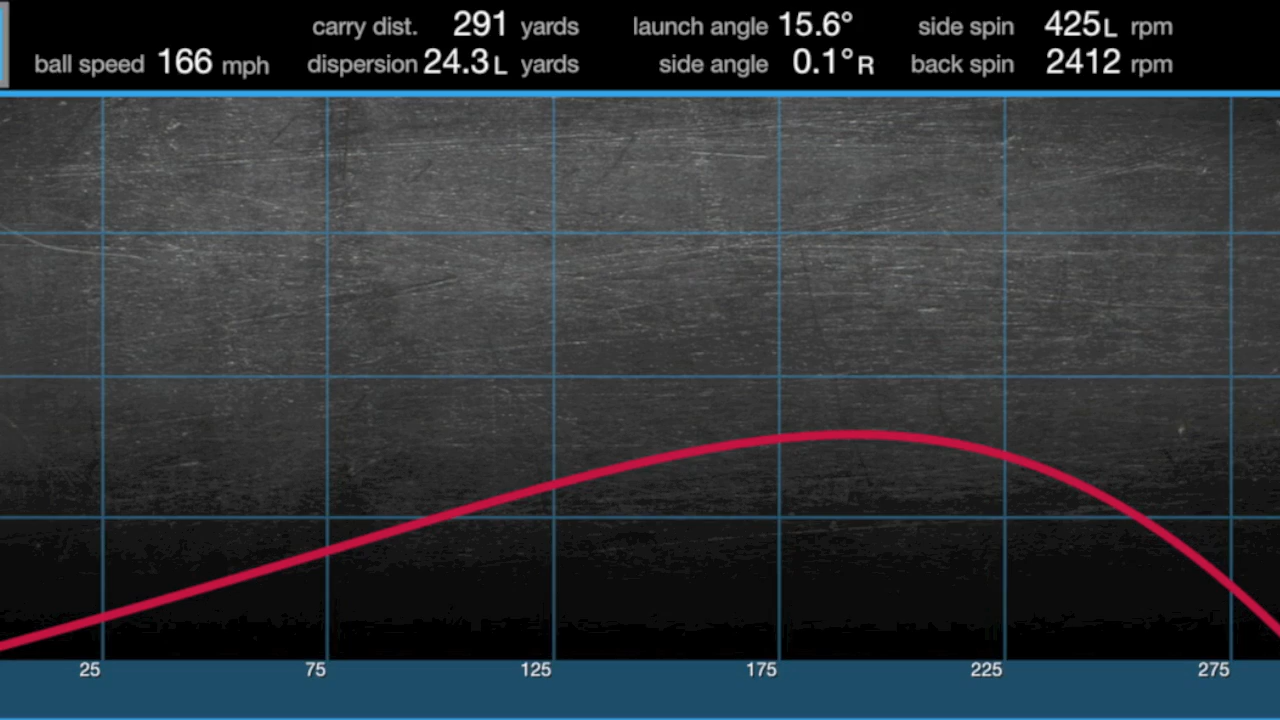 carry dist. 291 yards launch angle 15.6° side spin 425L rpm
ball speed 166 mph dispersion 24.3L yards side angle 0.1°R back spin 2412 rpm
25 75 125 175 225 275